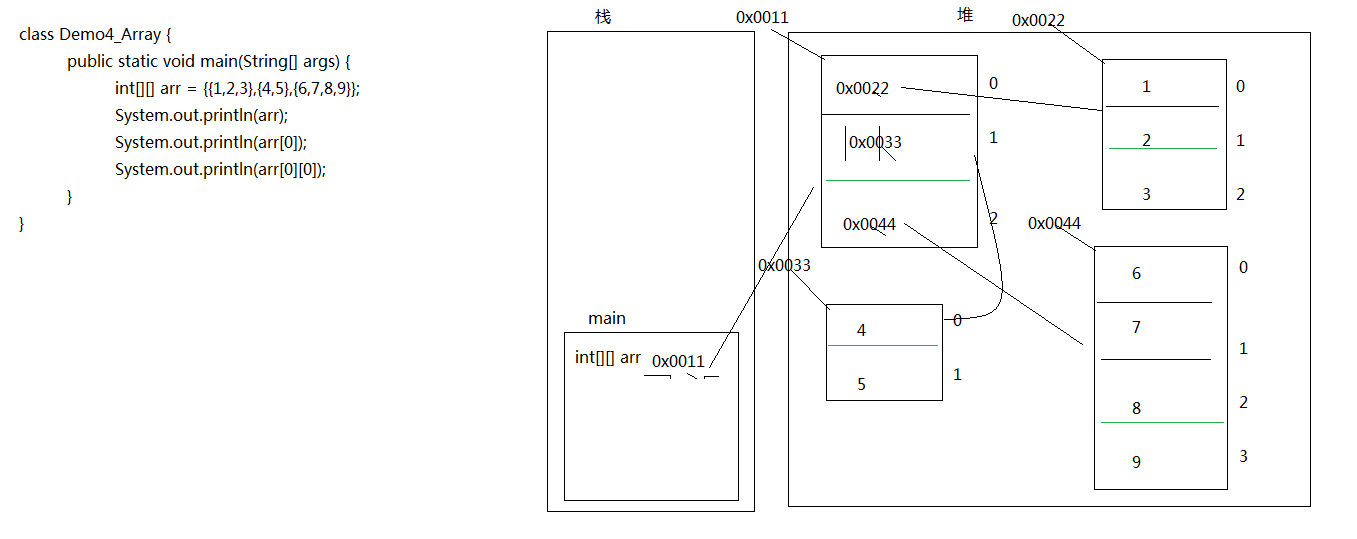 class Demo4_Array {
public static void main(String[] args) {
int[][] arr = {{1,2,3},{4,5},{6,7,8,9}};
System.out.println(arr);
System.out.println(arr[0]);
System.out.println(arr[0][0]);
}
}
栈
main
int[][] arr 0x0011
堆
0x0011
0x0022 0
0x0033 1
0x0044 2
0x0022
1 0
2 1
3 2
0x0033
4 0
5 1
0x0044
6 0
7 1
8 2
9 3